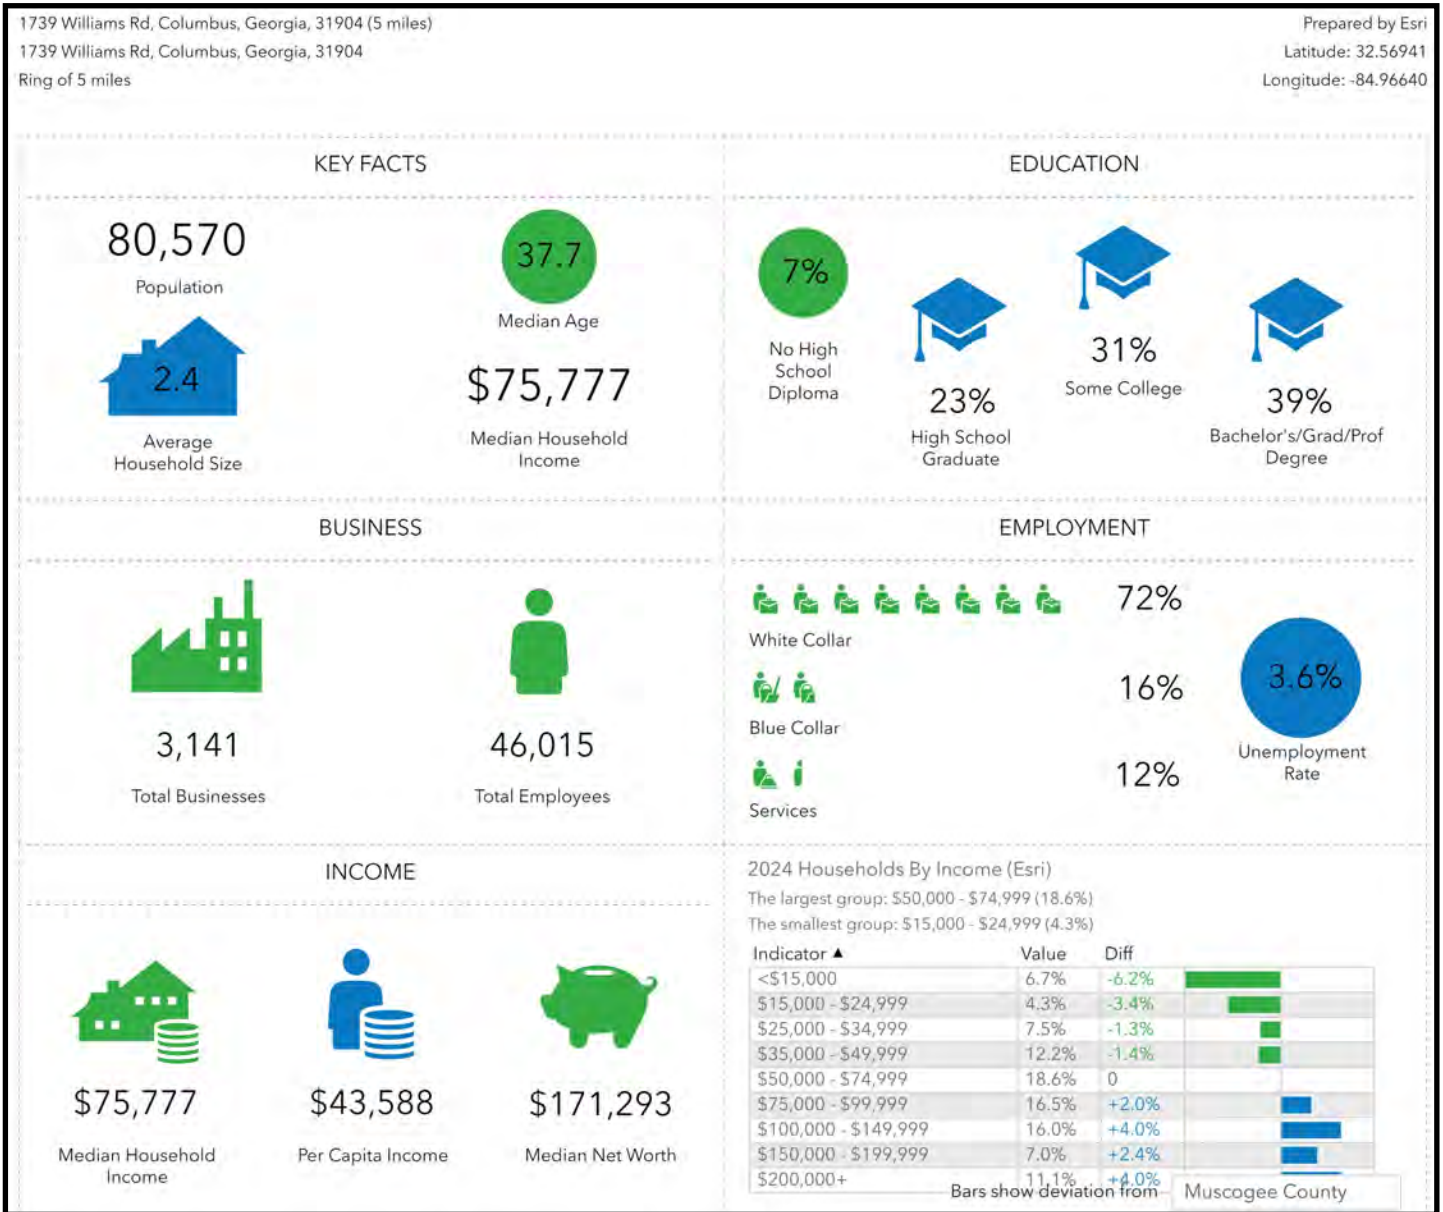 1739 Williams Rd, Columbus, Georgia, 31904 (5 miles)
1739 Williams Rd, Columbus, Georgia, 31904
Ring of 5 miles
Prepared by Esri
Latitude: 32.56941
Longitude: -84.96640
KEY FACTS
80,570
Population
37.7
Median Age
2.4
Average
Household Size
$75,777
Median Household
Income
EDUCATION
7%
No High
School
Diploma
23%
High School
Graduate
31%
Some College
39%
Bachelor's/Grad/Prof
Degree
BUSINESS
3,141
Total Businesses
46,015
Total Employees
EMPLOYMENT
72%
White Collar
16%
Blue Collar
12%
Services
3.6%
Unemployment
Rate
INCOME
$75,777
Median Household
Income
$43,588
Per Capita Income
$171,293
Median Net Worth
2024 Households By Income (Esri)
The largest group: $50,000 - $74,999 (18.6%)
The smallest group: $15,000 - $24,999 (4.3%)
Indicator ▲ Value Diff
<$15,000 6.7% -6.2%
$15,000 - $24,999 4.3% -3.4%
$25,000 - $34,999 7.5% -1.3%
$35,000 - $49,999 12.2% -1.4%
$50,000 - $74,999 18.6% 0
$75,000 - $99,999 16.5% +2.0%
$100,000 - $149,999 16.0% +4.0%
$150,000 - $199,999 7.0% +2.4%
$200,000+ 11.1% +4.0%
Bars show deviation from Muscogee County